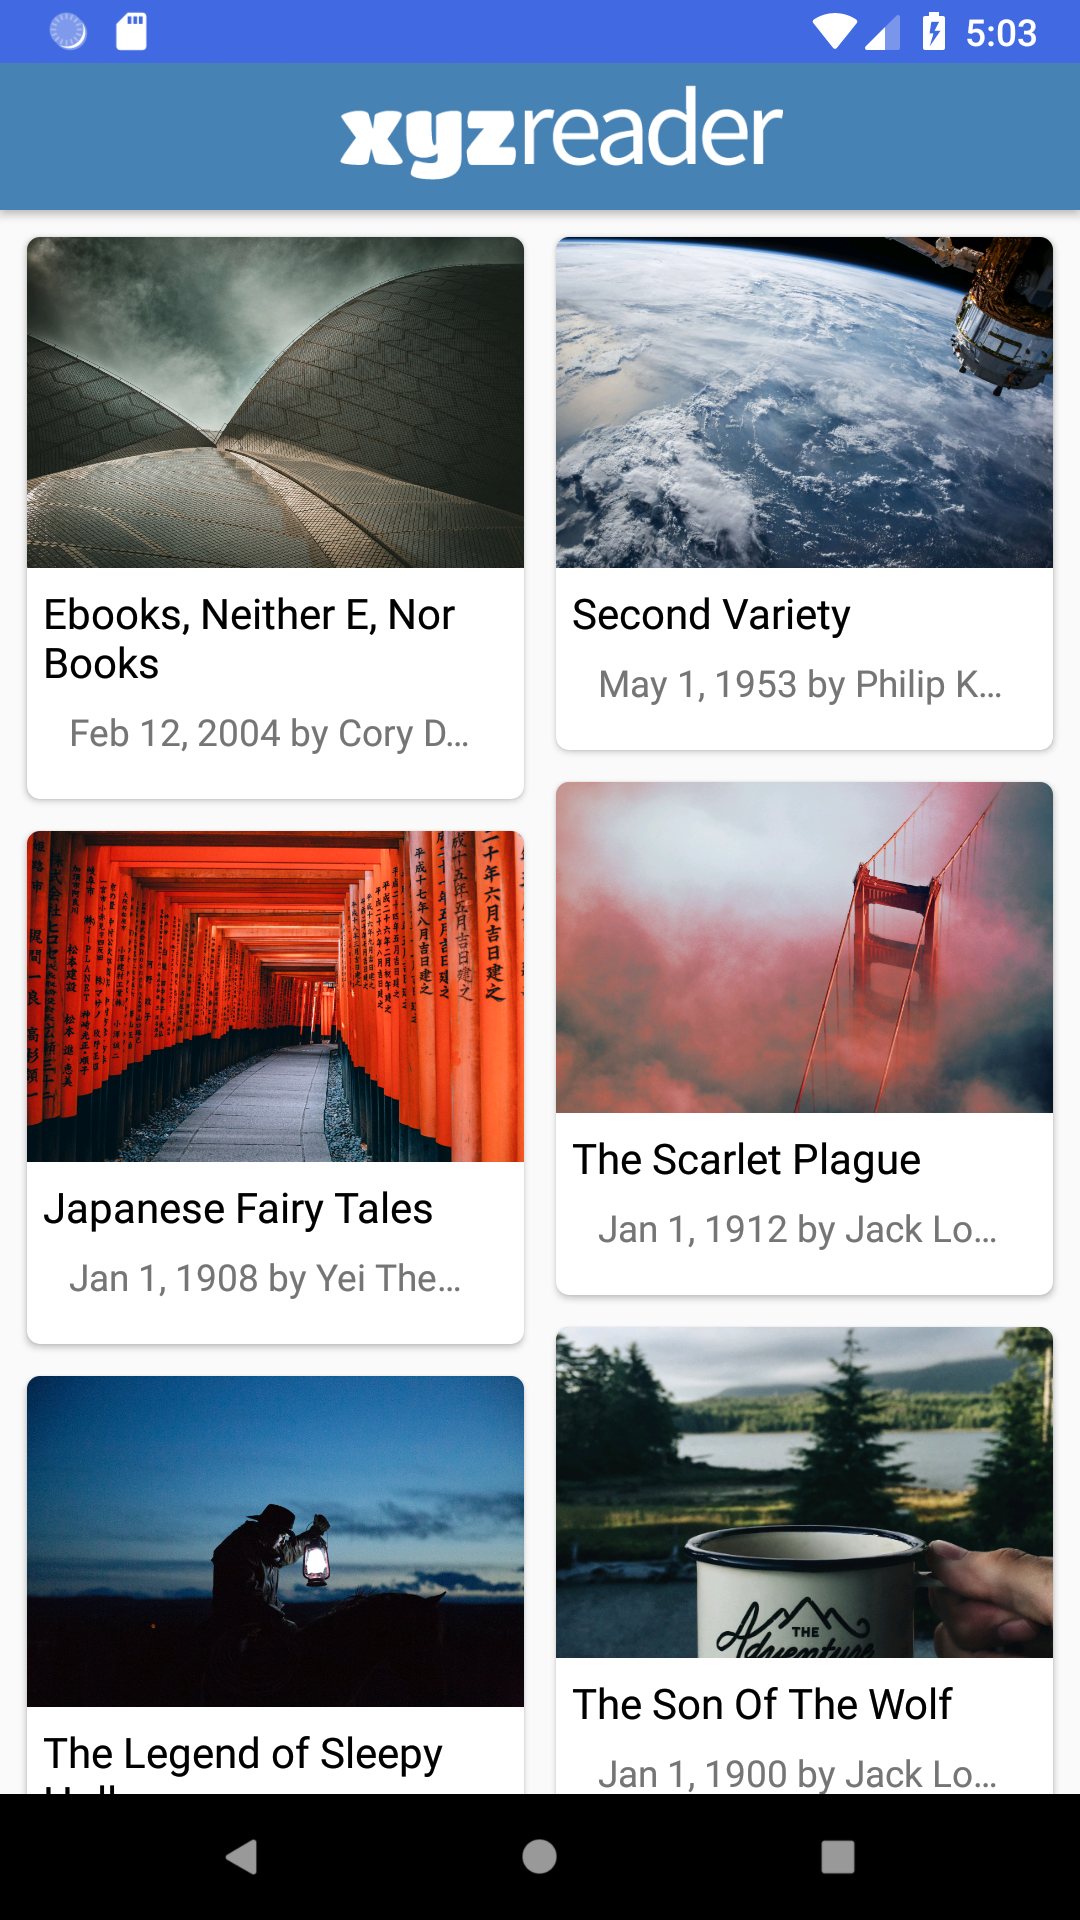 5:03
xyzreader
Ebooks, Neither E, Nor
Books
Feb 12, 2004 by Cory D...
Second Variety
May 1, 1953 by Philip K...
Japanese Fairy Tales
Jan 1, 1908 by Yei The...
The Scarlet Plague
Jan 1, 1912 by Jack Lo...
THE
Adventure
The Legend of Sleepy
The Son Of The Wolf
Jan 1, 1900 by Jack Lo...